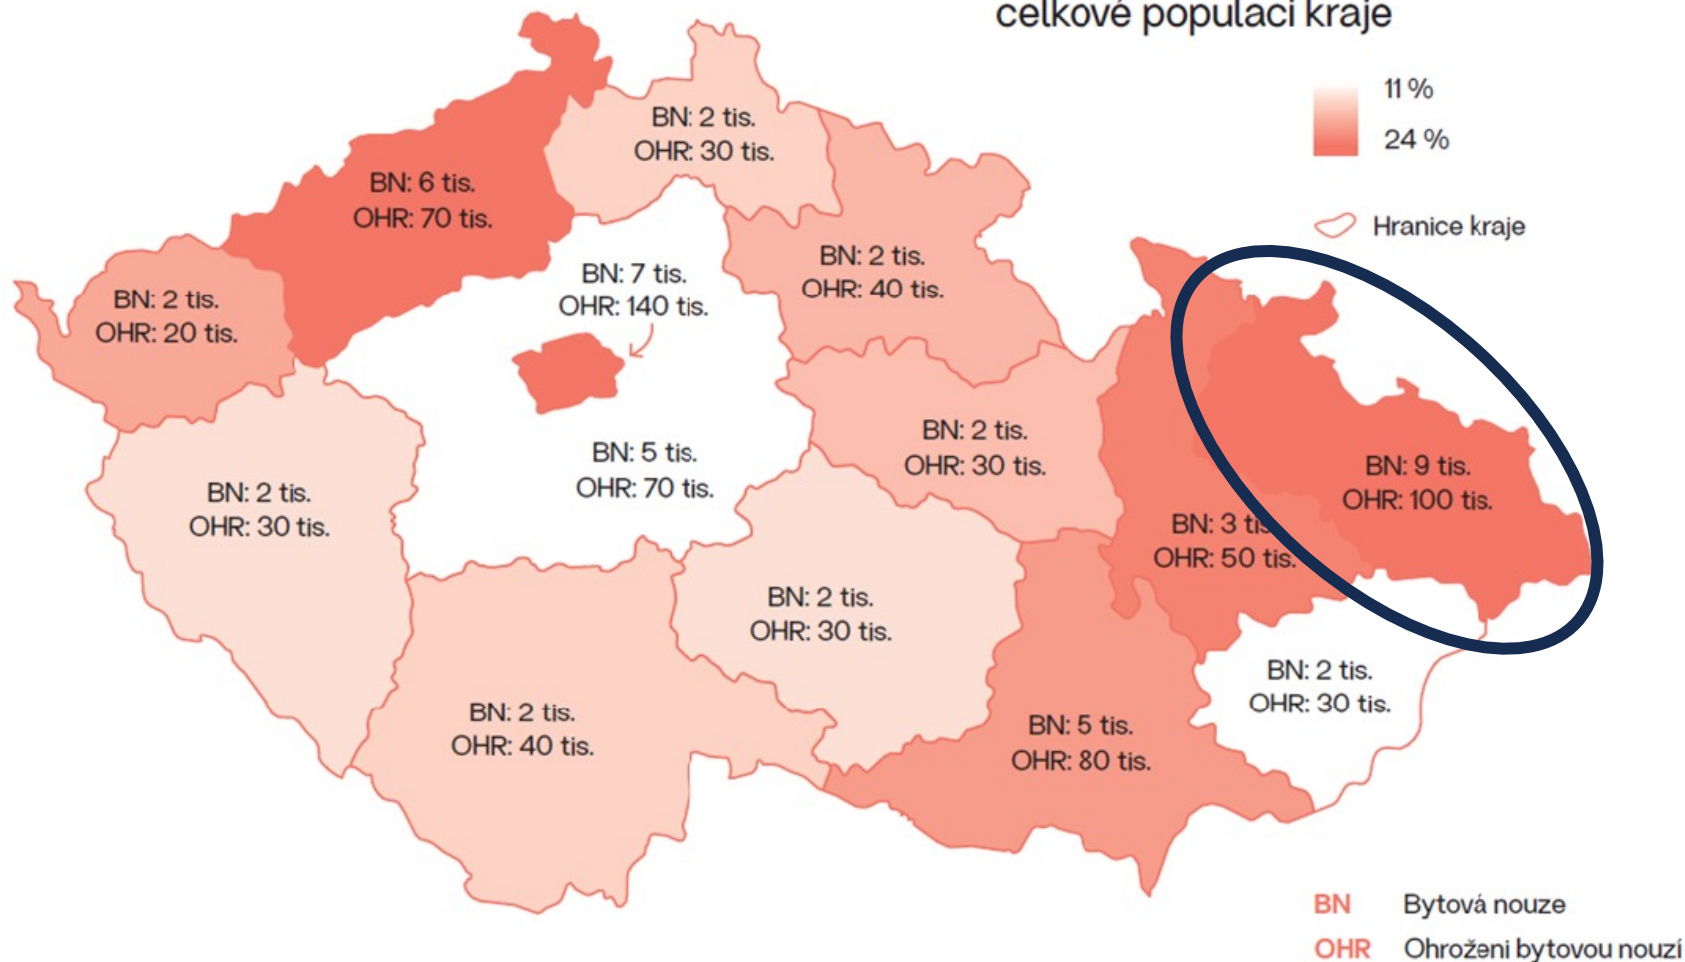 celkové populaci kraje
11 %
24 %
Hranice kraje
BN: 2 tis.
OHR: 30 tis.
BN: 6 tis.
OHR: 70 tis.
BN: 2 tis.
OHR: 40 tis.
BN: 7 tis.
OHR: 140 tis.
BN: 2 tis.
OHR: 20 tis.
BN: 2 tis.
OHR: 30 tis.
BN: 5 tis.
OHR: 70 tis.
BN: 9 tis.
OHR: 100 tis.
BN: 2 tis.
OHR: 30 tis.
BN: 3 tis.
OHR: 50 tis.
BN: 2 tis.
OHR: 30 tis.
BN: 2 tis.
OHR: 30 tis.
BN: 2 tis.
OHR: 40 tis.
BN: 5 tis.
OHR: 80 tis.
BN Bytová nouze
OHR Ohroženi bytovou nouzí